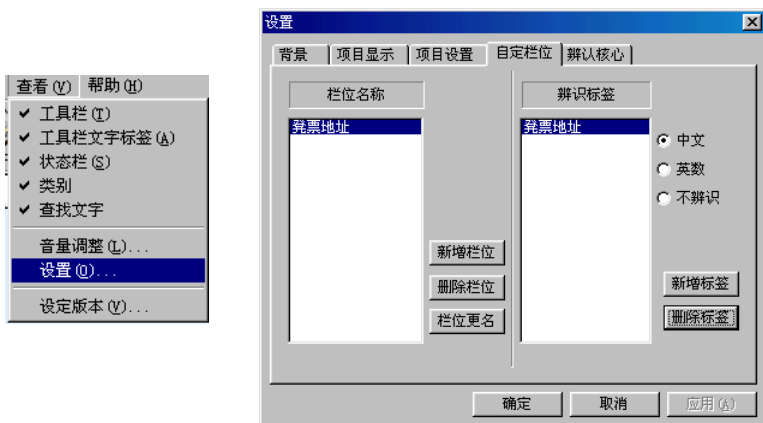 查看(V) 帮助(H)
工具栏(T)
工具栏文字标签(A)
状态栏(S)
类别
查找文字
音量调整(L)...
设置(O)...
设定版本(V)...
设置
背景 项目显示 项目设置 自定栏位 辨认核心
栏位名称
発票地址
新增栏位
删除栏位
栏位更名
辨识标签
発票地址
中文
英数
不辨识
新增标签
删除标签
确定 取消 应用(A)